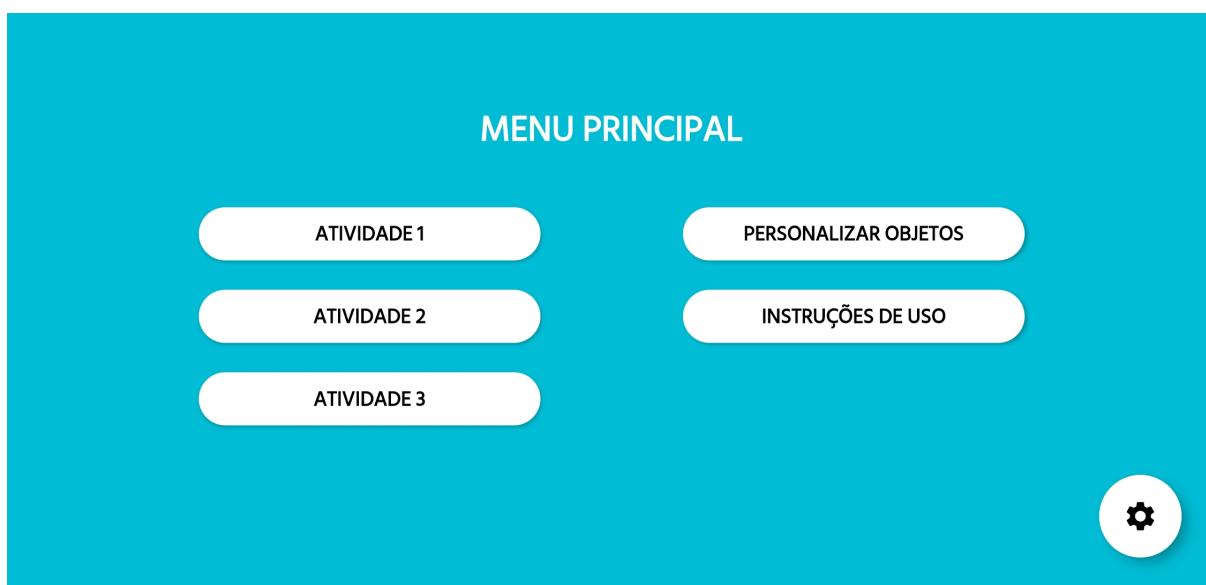 MENU PRINCIPAL
ATIVIDADE 1
ATIVIDADE 2
ATIVIDADE 3
PERSONALIZAR OBJETOS
INSTRUÇÕES DE USO